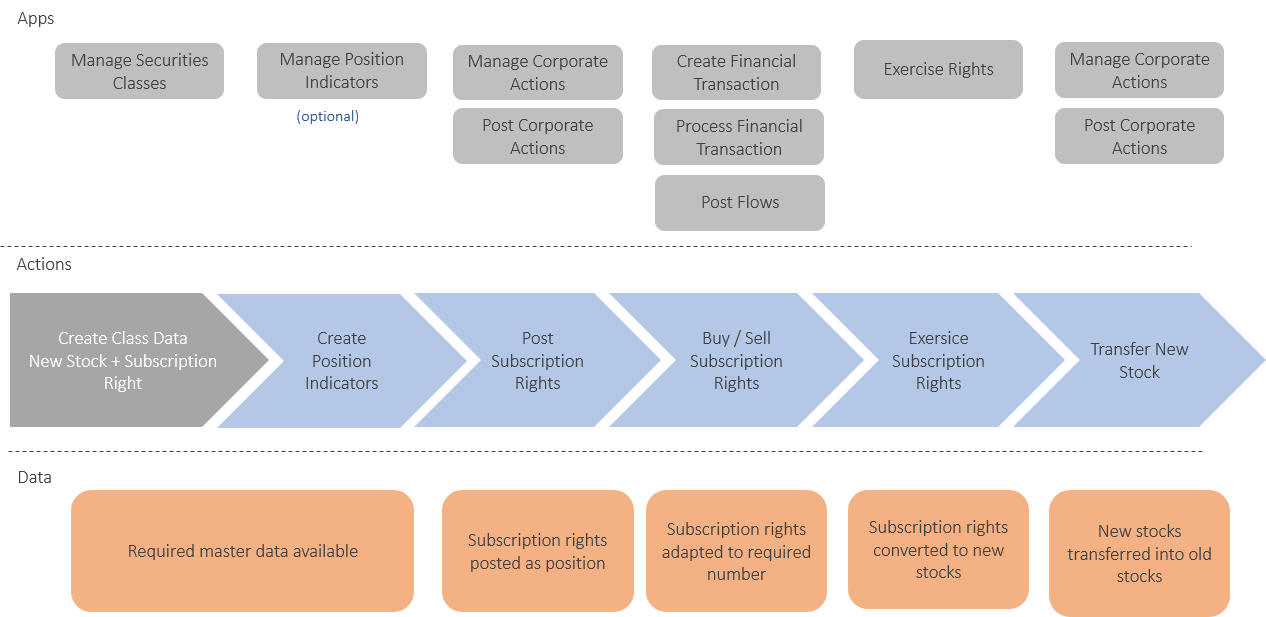 Apps
Manage Securities
Classes
Manage Position
Indicators
(optional)
Manage Corporate
Actions
Post Corporate
Actions
Create Financial
Transaction
Process Financial
Transaction
Post Flows
Exercise Rights
Manage Corporate
Actions
Post Corporate
Actions
Actions
Create Class Data
New Stock + Subscription
Right
Create
Position
Indicators
Post
Subscription
Rights
Buy / Sell
Subscription
Rights
Exersice
Subscription
Rights
Transfer New
Stock
Data
Required master data available
Subscription rights
posted as position
Subscription rights
adapted to required
number
Subscription rights
converted to new
stocks
New stocks
transferred into old
stocks